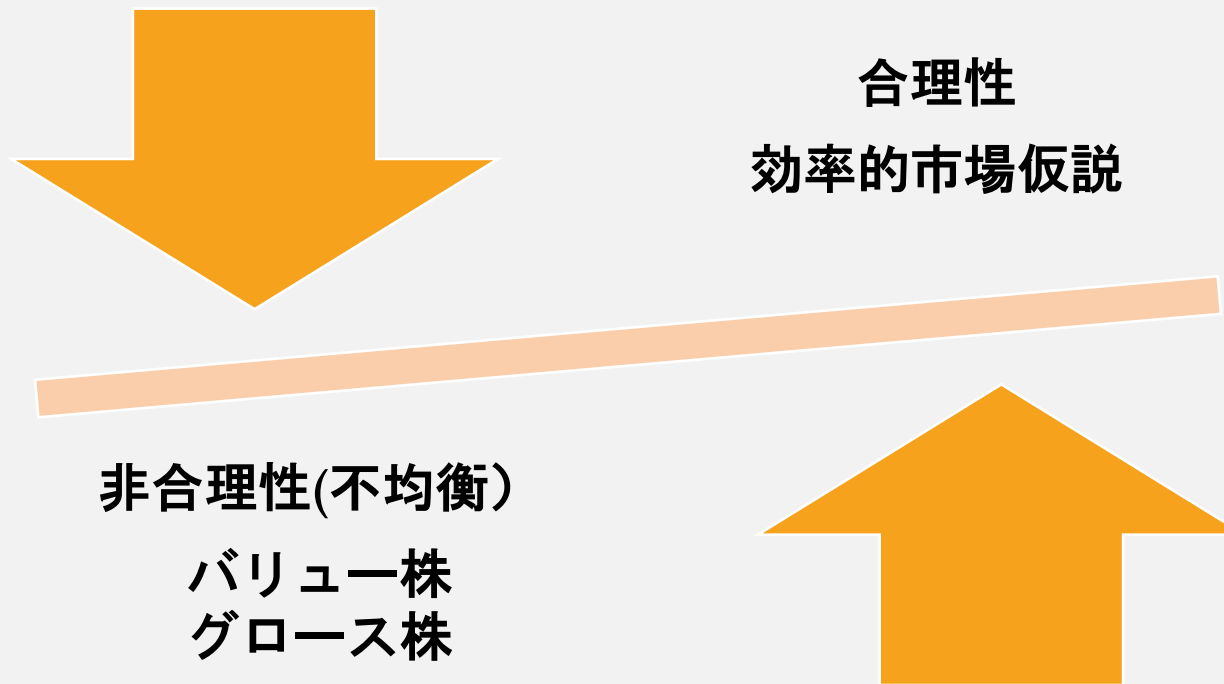 合理性
効率的市場仮説
非合理性(不均衡）
バリュー株
グロース株